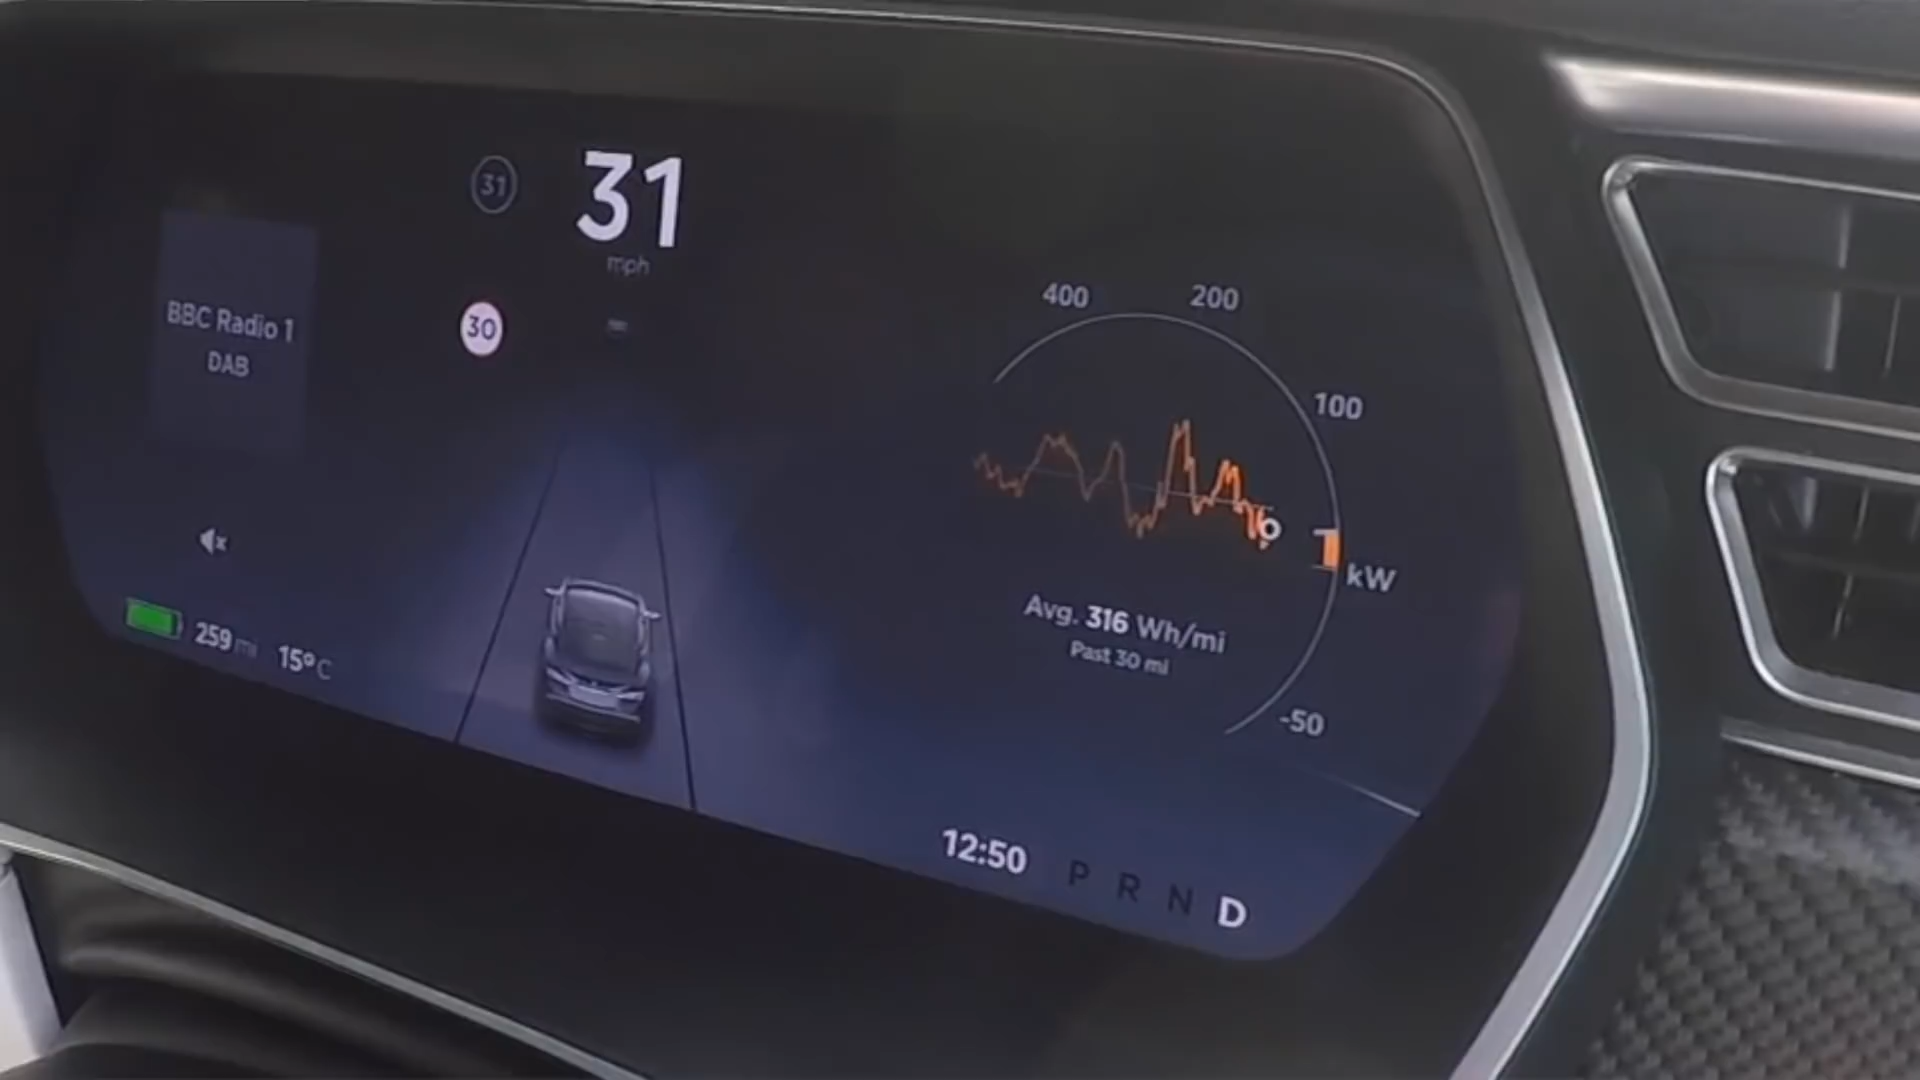 31
31
mph
BBC Radio 1
DAB
30
400
200
100
kW
Avg. 316 Wh/mi
Past 30 mi
-50
259 mi 15°C
12:50 P R N D